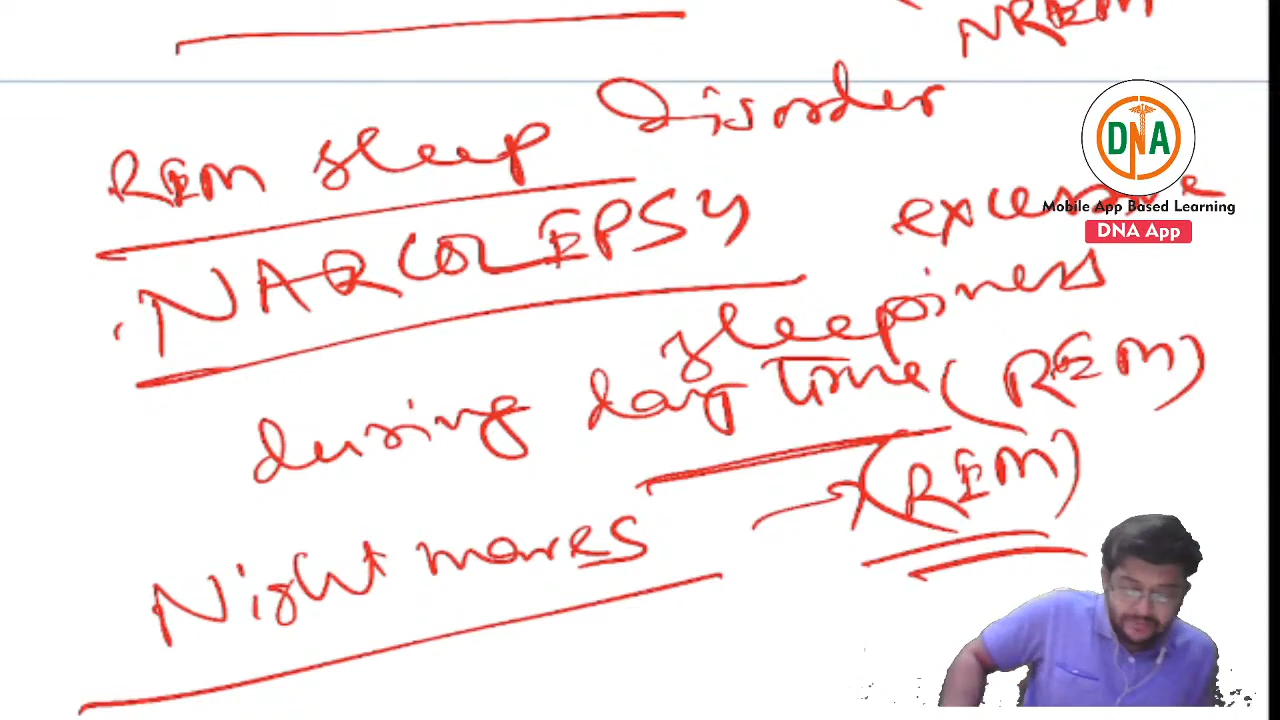 NREM
REM sleep Disorder
NARCOLEPSY excessive
sleepiness
during day time (REM)
Night mares → (REM)
DNA
Mobile App Based Learning
DNA App